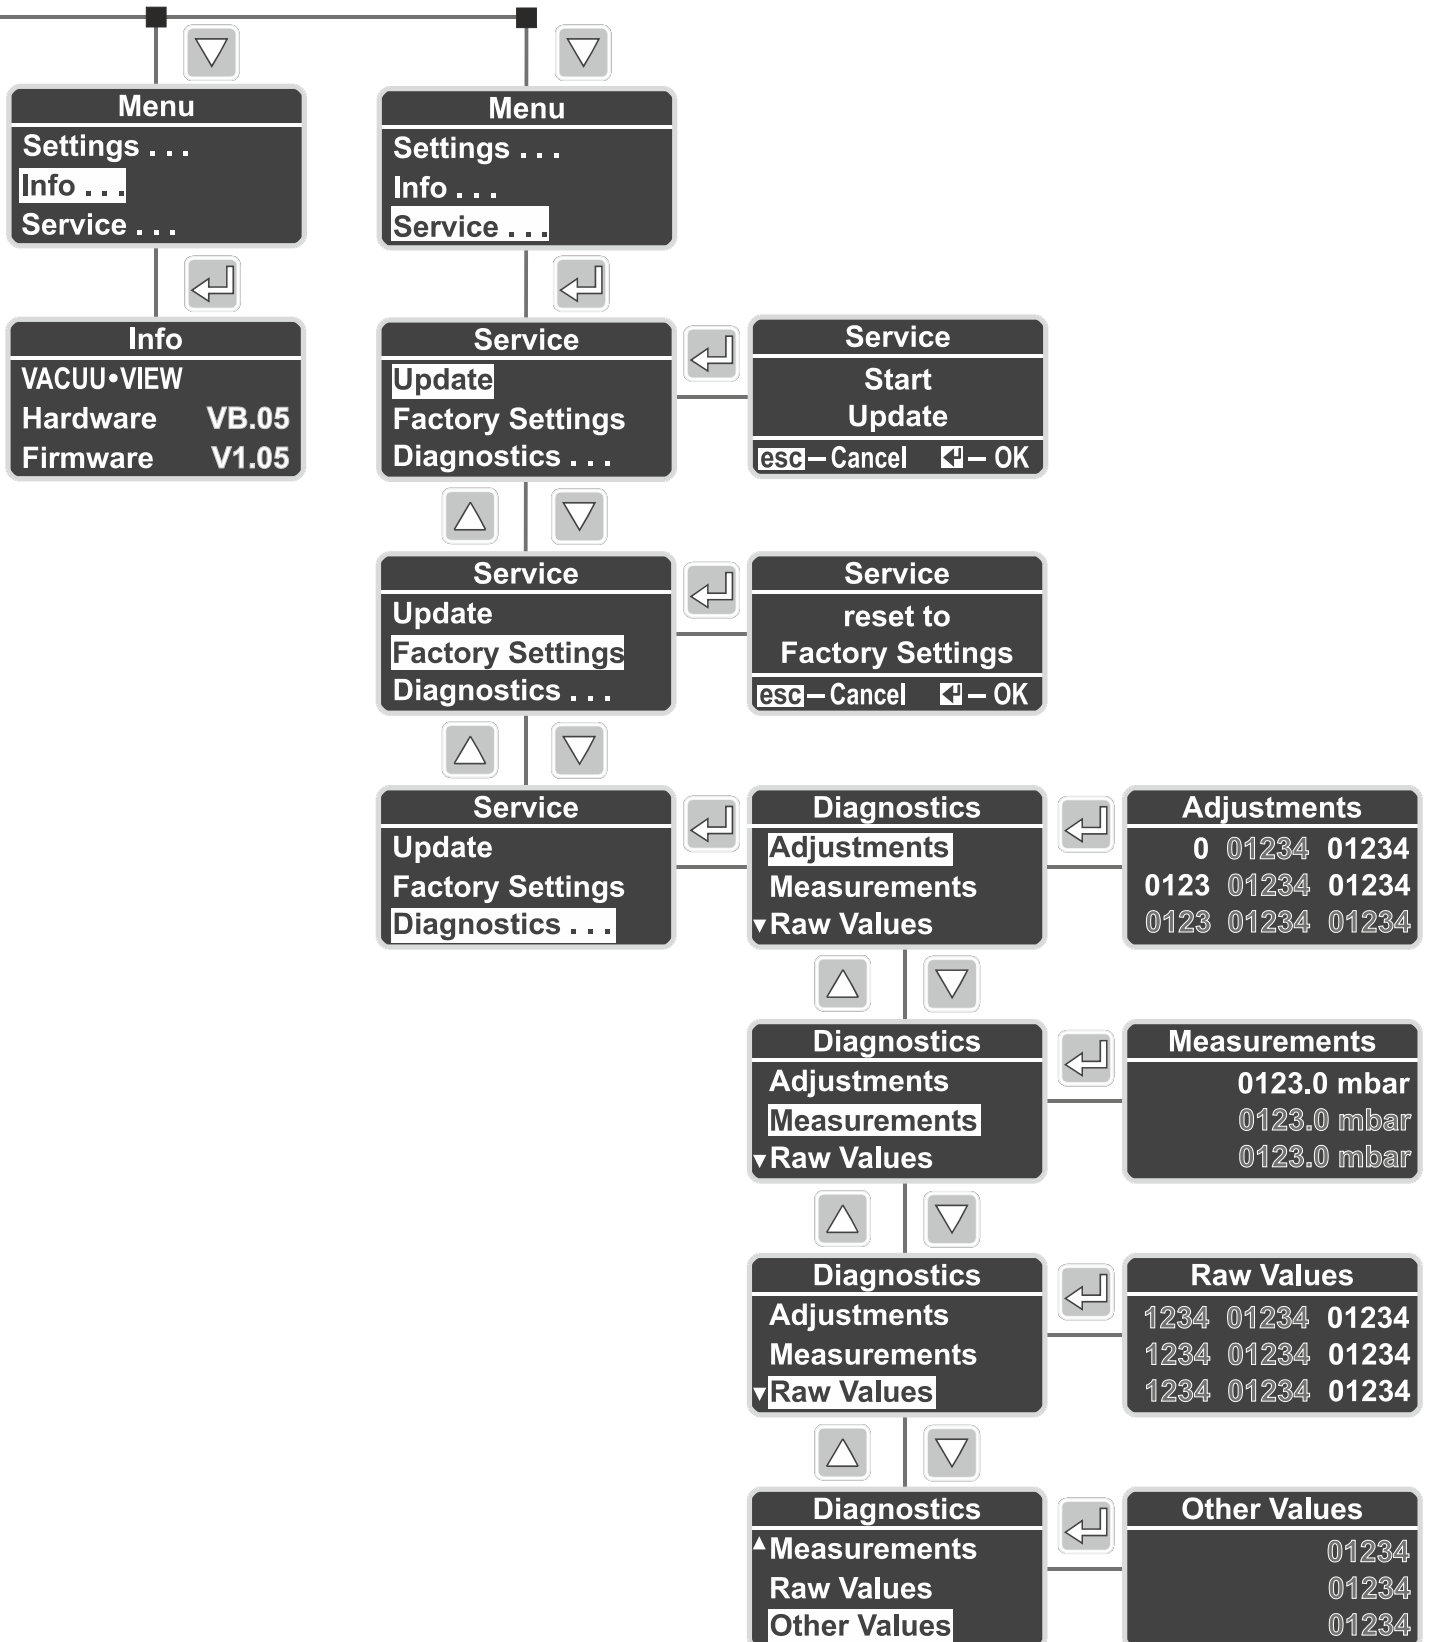 Menu
Settings . . .
Info . . .
Service . . .
Menu
Settings . . .
Info . . .
Service . . .
Info
VACUU•VIEW
Hardware VB.05
Firmware V1.05
Service
Update
Factory Settings
Diagnostics . . .
Service
Start
Update
esc – Cancel – OK
Service
Update
Factory Settings
Diagnostics . . .
Service
reset to
Factory Settings
esc – Cancel – OK
Service
Update
Factory Settings
Diagnostics . . .
Diagnostics
Adjustments
Measurements
▾Raw Values
Adjustments
0 01234 01234
0123 01234 01234
0123 01234 01234
Diagnostics
Adjustments
Measurements
▾Raw Values
Measurements
0123.0 mbar
0123.0 mbar
0123.0 mbar
Diagnostics
Adjustments
Measurements
▾Raw Values
Raw Values
1234 01234 01234
1234 01234 01234
1234 01234 01234
Diagnostics
▴Measurements
Raw Values
Other Values
Other Values
01234
01234
01234